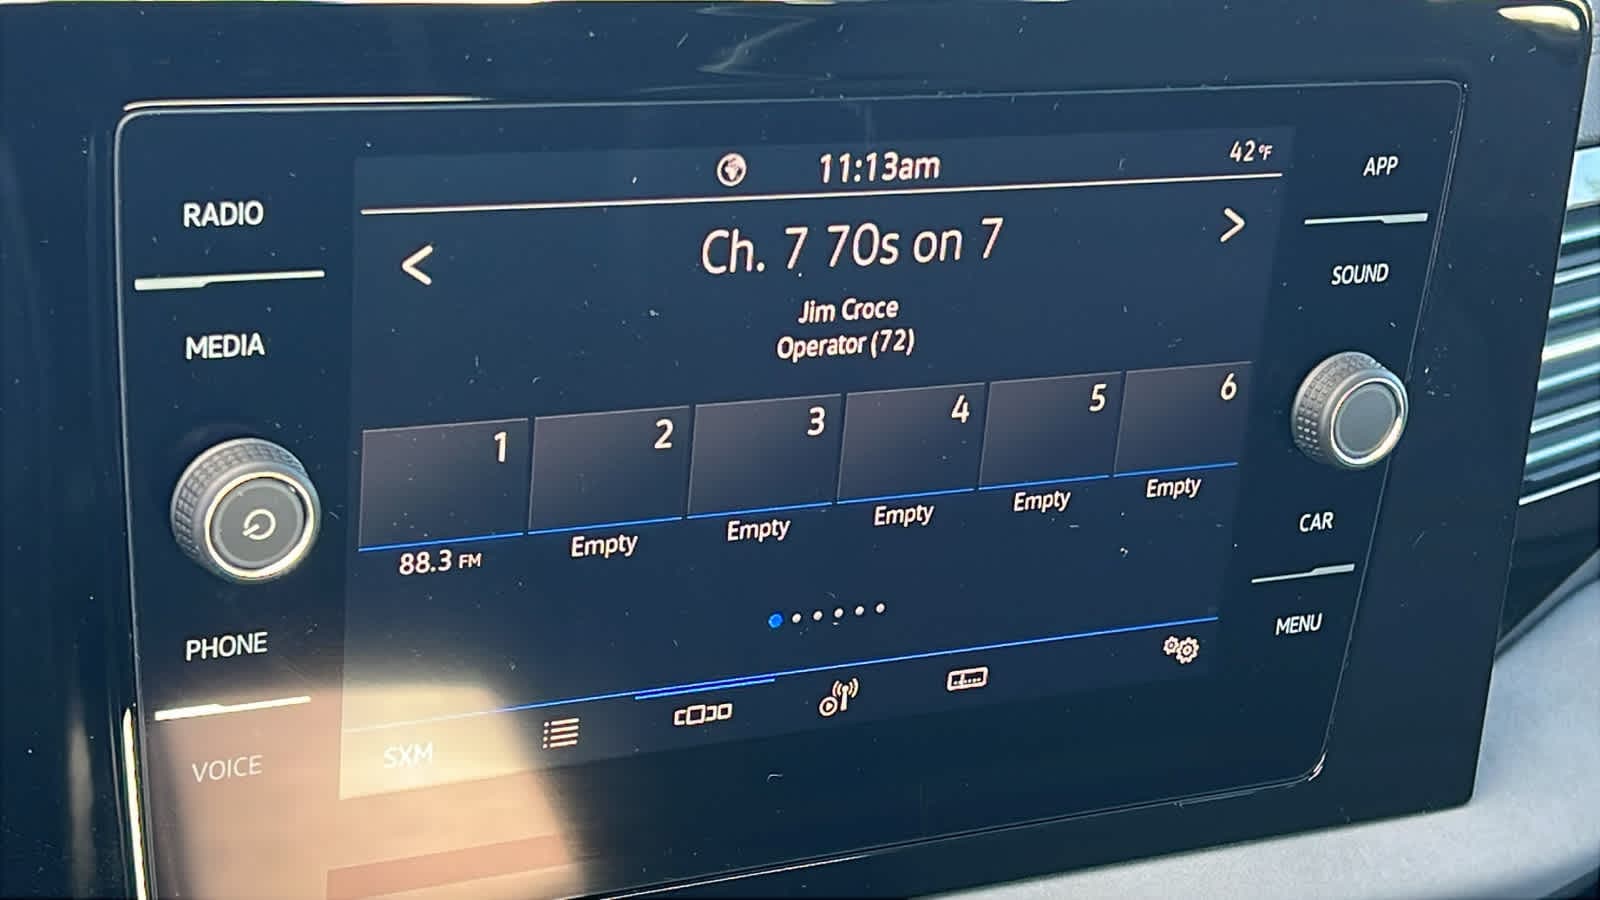 11:13am
42°F
RADIO
MEDIA
PHONE
VOICE
< Ch. 7 70s on 7 >
Jim Croce
Operator (72)
1
2
3
4
5
6
88.3 FM
Empty
Empty
Empty
Empty
Empty
SXM
APP
SOUND
CAR
MENU